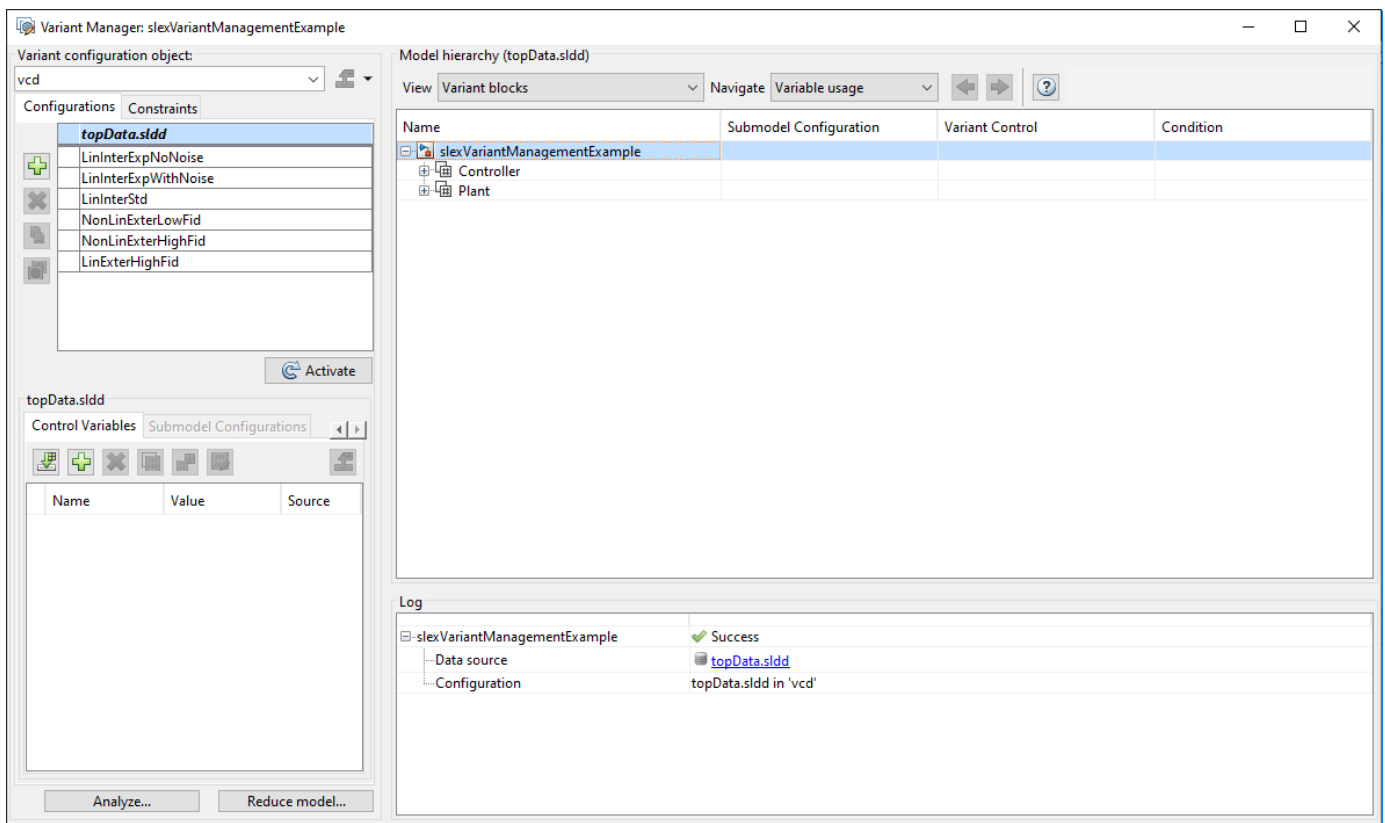 Variant Manager: slexVariantManagementExample
Variant configuration object:
vcd
Configurations Constraints
topData.sldd
LinInterExpNoNoise
LinInterExpWithNoise
LinInterStd
NonLinExterLowFid
NonLinExterHighFid
LinExterHighFid
Activate
topData.sldd
Control Variables Submodel Configurations
Name Value Source
Analyze... Reduce model...
Model hierarchy (topData.sldd)
View Variant blocks Navigate Variable usage
Name Submodel Configuration Variant Control Condition
slexVariantManagementExample
Controller
Plant
Log
slexVariantManagementExample Success
Data source topData.sldd
Configuration topData.sldd in 'vcd'